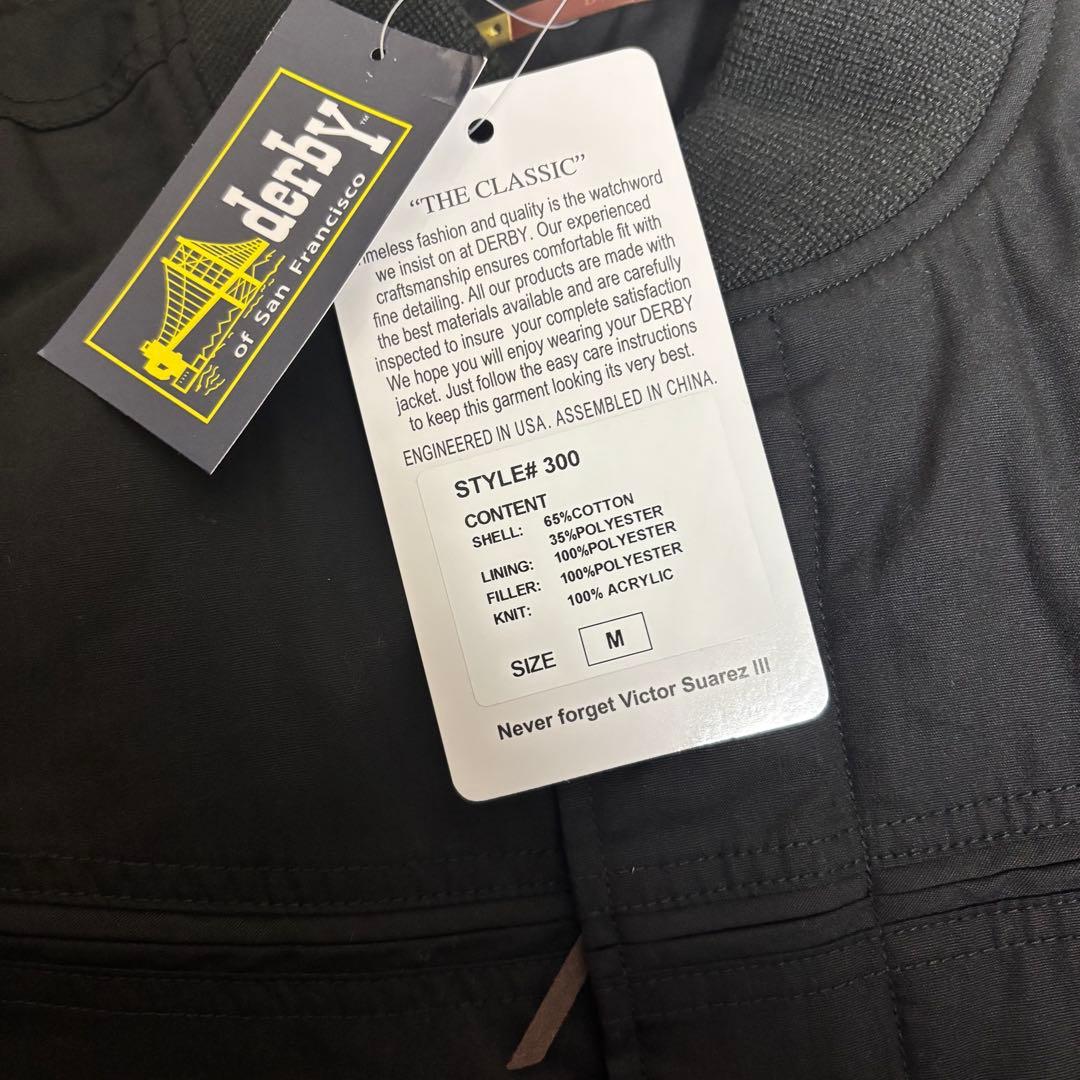 derby™
of San Francisco
“THE CLASSIC”
fashion and quality is the watchword
we insist on at DERBY. Our experienced
craftsmanship ensures comfortable fit with
fine detailing. All our products are made with
the best materials available and are carefully
inspected to insure your complete satisfaction
We hope you will enjoy wearing your DERBY
jacket. Just follow the easy care instructions
to keep this garment looking its very best.
ENGINEERED IN USA. ASSEMBLED IN CHINA.
STYLE# 300
CONTENT
SHELL: 65%COTTON
35%POLYESTER
LINING: 100%POLYESTER
FILLER: 100%POLYESTER
KNIT: 100% ACRYLIC
SIZE M
Never forget Victor Suarez III